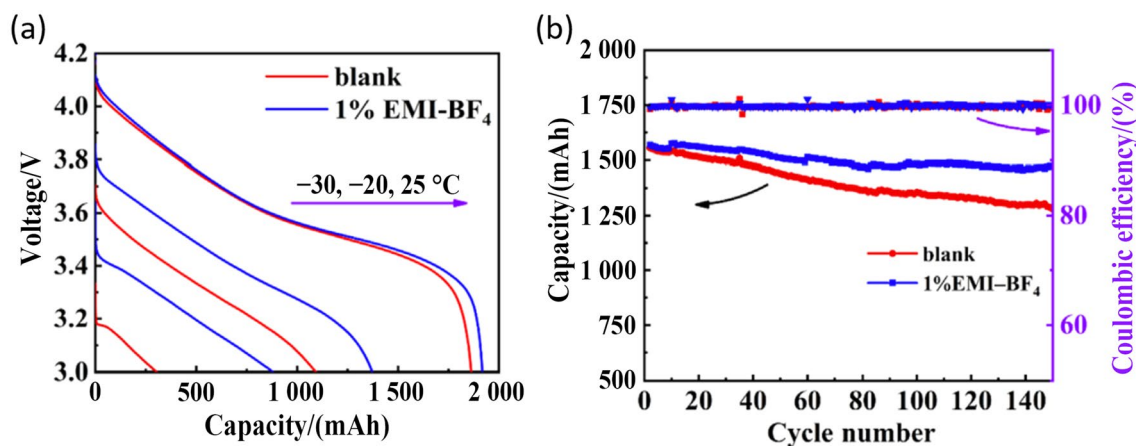 (a)
4.2
4.0
3.8
3.6
3.4
3.2
3.0
Voltage/V
blank
1% EMI-BF₄
−30, −20, 25 °C
0 500 1 000 1 500 2 000
Capacity/(mAh)
(b)
2 000
1 750
1 500
1 250
1 000
750
500
Capacity/(mAh)
blank
1%EMI–BF₄
100
80
60
Coulombic efficiency/(%)
0 20 40 60 80 100 120 140
Cycle number